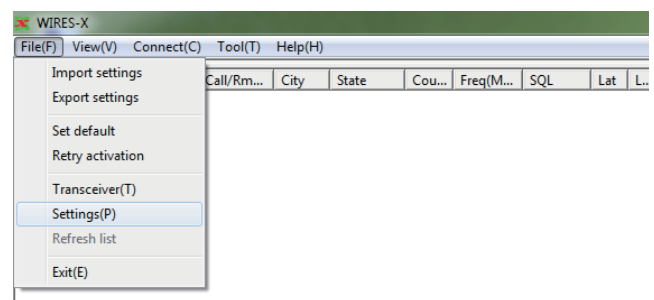 WIRES-X
File(F) View(V) Connect(C) Tool(T) Help(H)
Call/Rm... City State Cou... Freq(M... SQL Lat L...
Import settings
Export settings
Set default
Retry activation
Transceiver(T)
Settings(P)
Refresh list
Exit(E)